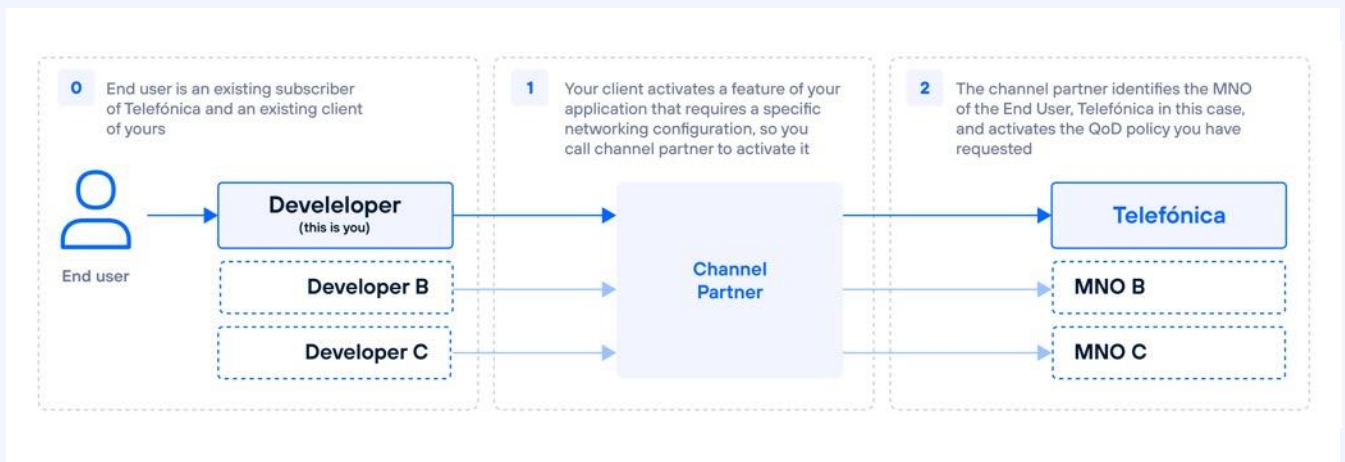 0
End user is an existing subscriber
of Telefónica and an existing client
of yours
1
Your client activates a feature of your
application that requires a specific
networking configuration, so you
call channel partner to activate it
2
The channel partner identifies the MNO
of the End User, Telefónica in this case,
and activates the QoD policy you have
requested
End user
Develeloper
(this is you)
Developer B
Developer C
Channel
Partner
Telefónica
MNO B
MNO C